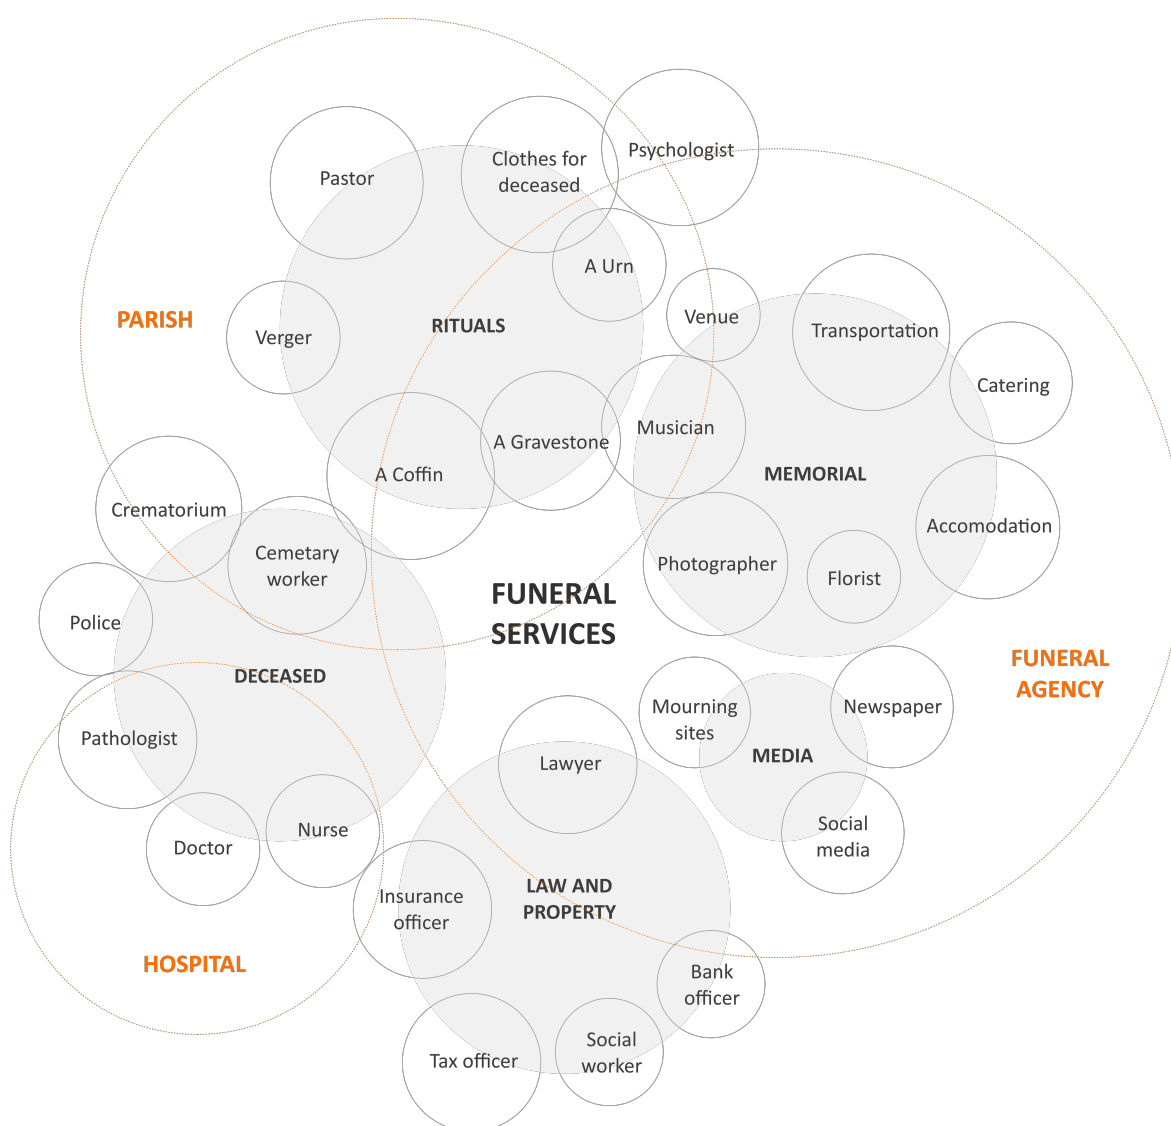 Psychologist
Clothes for
deceased
Pastor
A Urn
PARISH
Verger
RITUALS
Venue
Transportation
Catering
A Gravestone
Musician
A Coffin
MEMORIAL
Crematorium
Cemetary
worker
Accomodation
Photographer
Florist
FUNERAL
SERVICES
Police
DECEASED
FUNERAL
AGENCY
Pathologist
Mourning
sites
Newspaper
MEDIA
Lawyer
Doctor
Nurse
Social
media
Insurance
officer
LAW AND
PROPERTY
HOSPITAL
Bank
officer
Tax officer
Social
worker